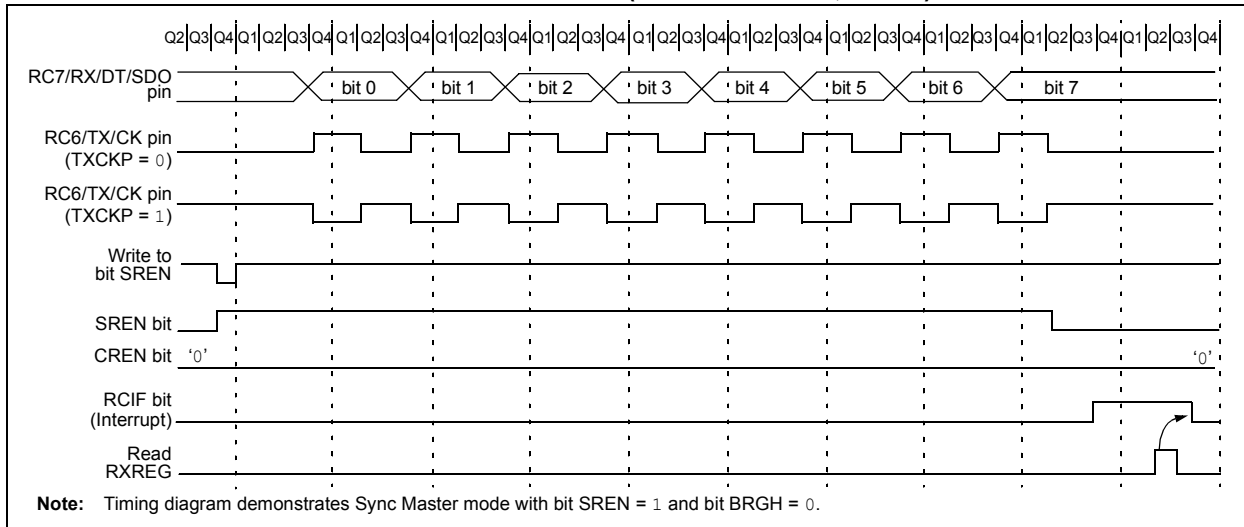 Q2|Q3|Q4|Q1|Q2|Q3|Q4|Q1|Q2|Q3|Q4|Q1|Q2|Q3|Q4|Q1|Q2|Q3|Q4|Q1|Q2|Q3|Q4|Q1|Q2|Q3|Q4|Q1|Q2|Q3|Q4|Q1|Q2|Q3|Q4|Q1|Q2|Q3|Q4|Q1|Q2|Q3|Q4
RC7/RX/DT/SDO
pin
bit 0 bit 1 bit 2 bit 3 bit 4 bit 5 bit 6 bit 7
RC6/TX/CK pin
(TXCKP = 0)
RC6/TX/CK pin
(TXCKP = 1)
Write to
bit SREN
SREN bit
CREN bit ‘0’ ‘0’
RCIF bit
(Interrupt)
Read
RXREG
Note: Timing diagram demonstrates Sync Master mode with bit SREN = 1 and bit BRGH = 0.